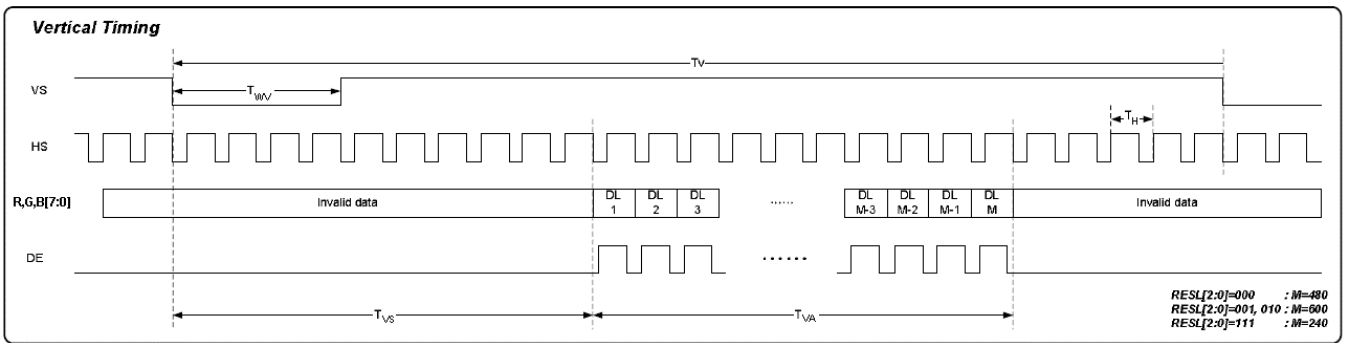 Vertical Timing
Tv
VS
TWV
TH
HS
R,G,B[7:0]
Invalid data
DL 1
DL 2
DL 3
......
DL M-3
DL M-2
DL M-1
DL M
Invalid data
DE
......
TVS
TVA
RESL[2:0]=000 : M=480
RESL[2:0]=001, 010 : M=600
RESL[2:0]=111 : M=240